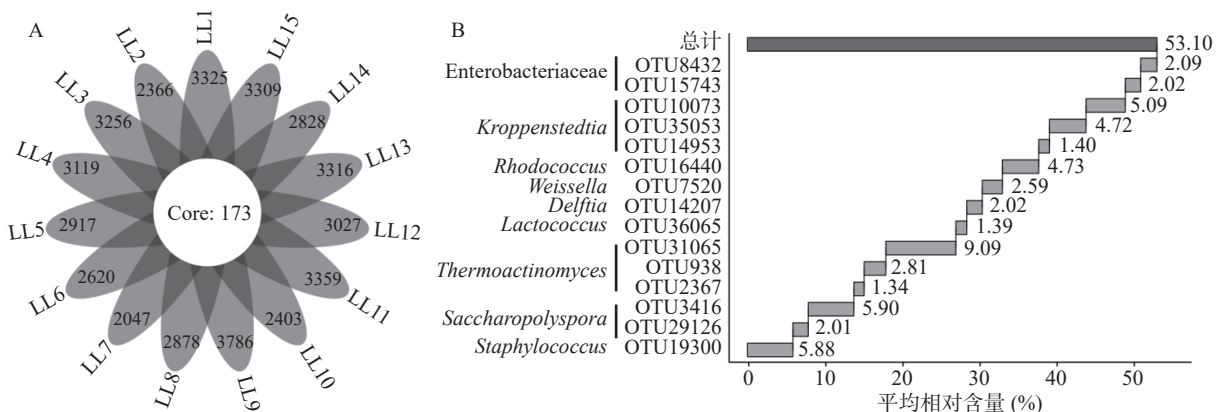 A
LL1
3325
LL2
2366
LL3
3256
LL4
3119
LL5
2917
LL6
2620
LL7
2047
LL8
2878
LL9
3786
LL10
2403
LL11
3359
LL12
3027
LL13
3316
LL14
2828
LL15
3309
Core: 173
B
总计 53.10
Enterobacteriaceae OTU8432 2.09
OTU15743 2.02
OTU10073 5.09
Kroppenstedtia OTU35053 4.72
OTU14953 1.40
Rhodococcus OTU16440 4.73
Weissella OTU7520 2.59
Delftia OTU14207 2.02
Lactococcus OTU36065 1.39
OTU31065 9.09
Thermoactinomyces OTU938 2.81
OTU2367 1.34
OTU3416 5.90
Saccharopolyspora OTU29126 2.01
Staphylococcus OTU19300 5.88
0 10 20 30 40 50
平均相对含量 (%)